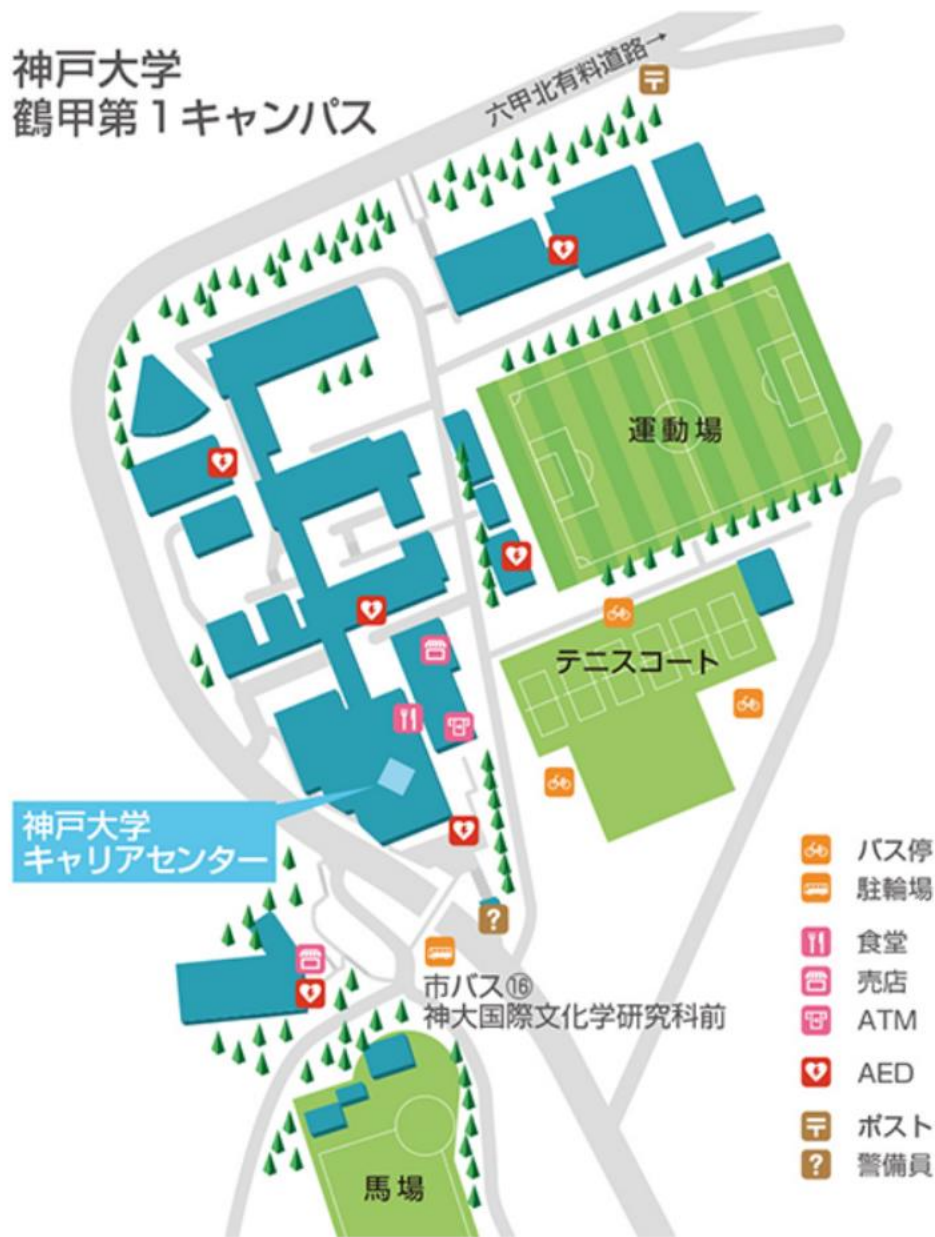 神戸大学
鶴甲第1キャンパス
六甲北有料道路→
運動場
テニスコート
神戸大学
キャリアセンター
市バス⑯
神大国際文化学研究科前
馬場
バス停
駐輪場
食堂
売店
ATM
AED
ポスト
警備員